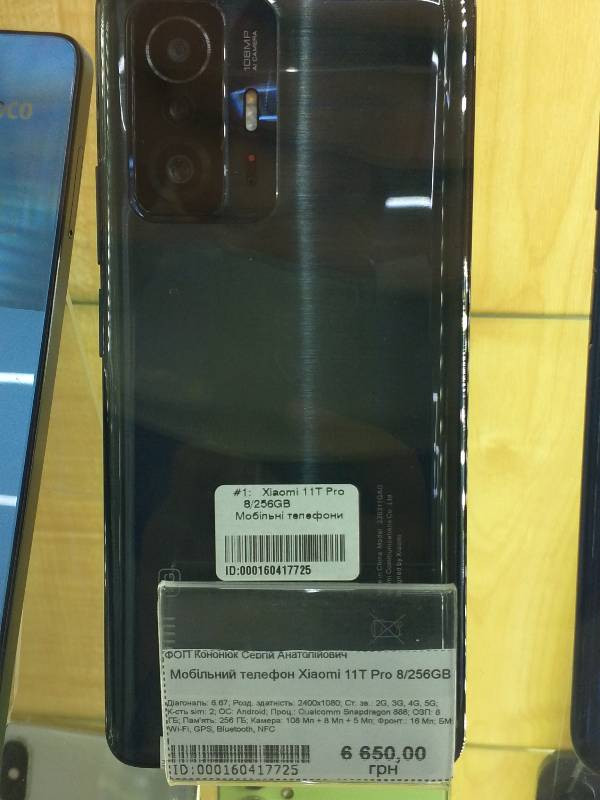 108MP
AI CAMERA
#1: Xiaomi 11T Pro
8/256GB
Мобільні телефони
ID:000160417725
5G
ФОП Кононюк Сергій Анатолійович
Мобільний телефон Xiaomi 11T Pro 8/256GB
Діагональ: 6.67; Розд. здатність: 2400x1080; Ст. зв.: 2G, 3G, 4G, 5G;
К-сть sim: 2; ОС: Android; Проц.: Qualcomm Snapdragon 888; ОЗП: 8
ГБ; Пам'ять: 256 ГБ; Камера: 108 Мп + 8 Мп + 5 Мп; Фронт.: 16 Мп; БМ
Wi-Fi, GPS, Bluetooth, NFC
ID:000160417725
6 650,00
грн